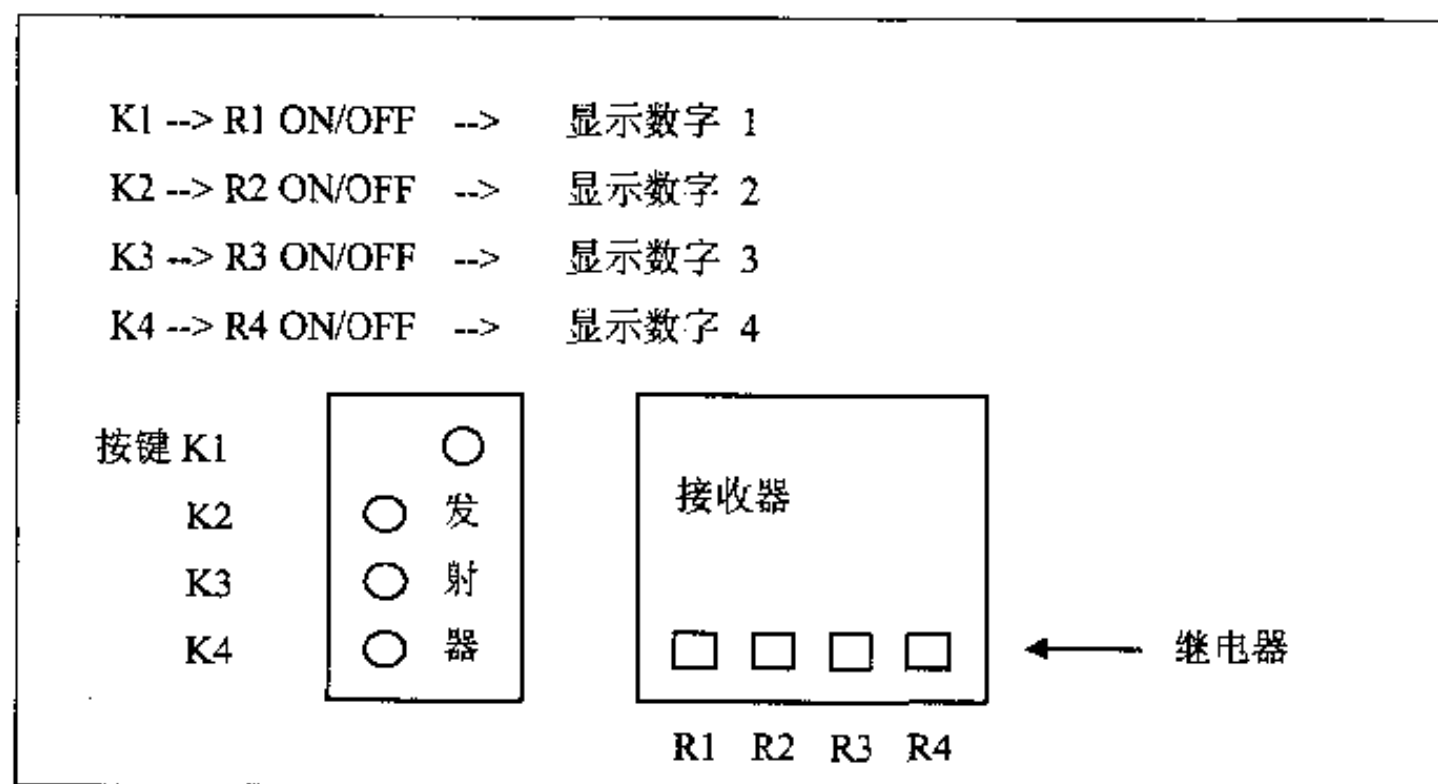 K1 --> R1 ON/OFF --> 显示数字 1
K2 --> R2 ON/OFF --> 显示数字 2
K3 --> R3 ON/OFF --> 显示数字 3
K4 --> R4 ON/OFF --> 显示数字 4
按键 K1
K2 发
K3 射
K4 器
接收器
继电器
R1 R2 R3 R4